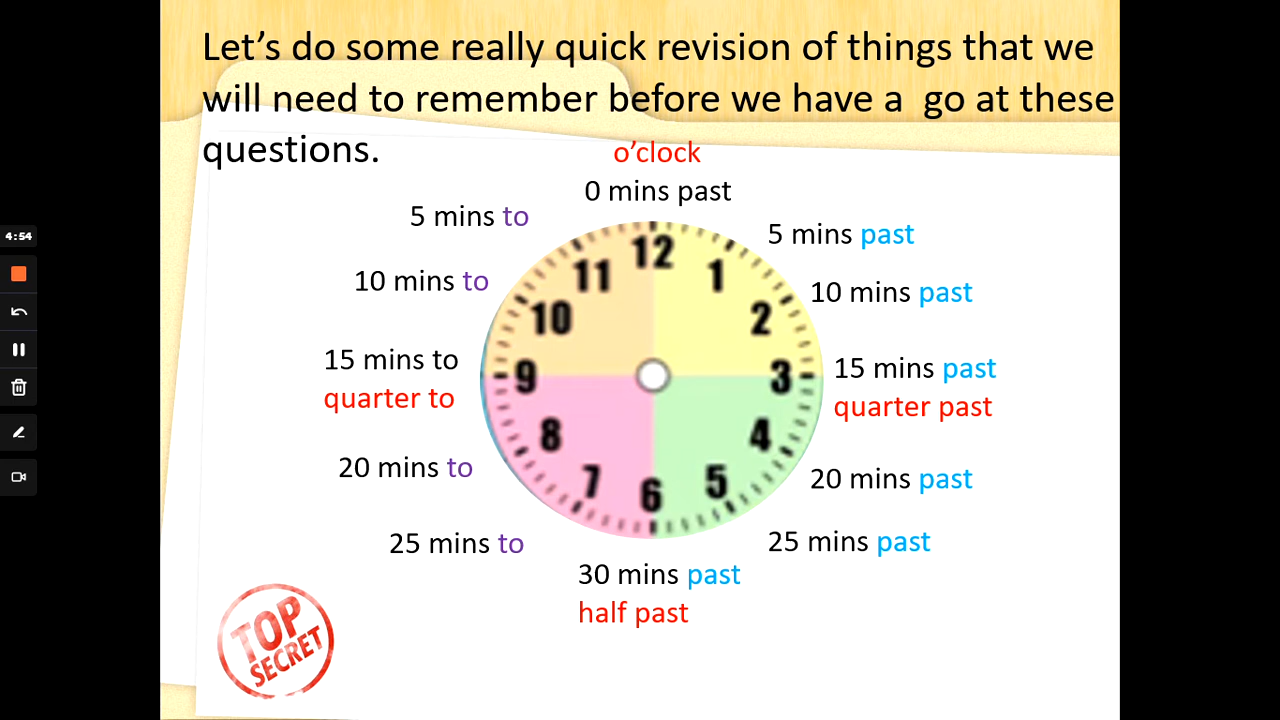 Let's do some really quick revision of things that we
will need to remember before we have a  go at these
questions.
o'clock
0 mins past
5 mins to
5 mins past
10 mins to
10 mins past
15 mins to
quarter to
15 mins past
quarter past
20 mins to
20 mins past
25 mins to
25 mins past
30 mins past
half past
12
1
2
3
4
5
6
7
8
9
10
11
TOP
SECRET
4:54